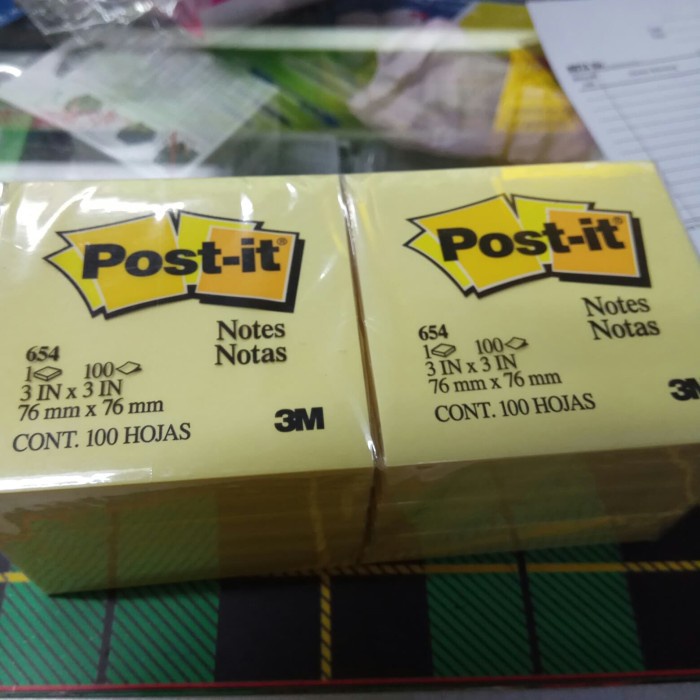 Post-it®
Notes
Notas
654
1 100
3 IN x 3 IN
76 mm x 76 mm
CONT. 100 HOJAS
3M
Post-it®
Notes
Notas
654
1 100
3 IN x 3 IN
76 mm x 76 mm
CONT. 100 HOJAS
3M